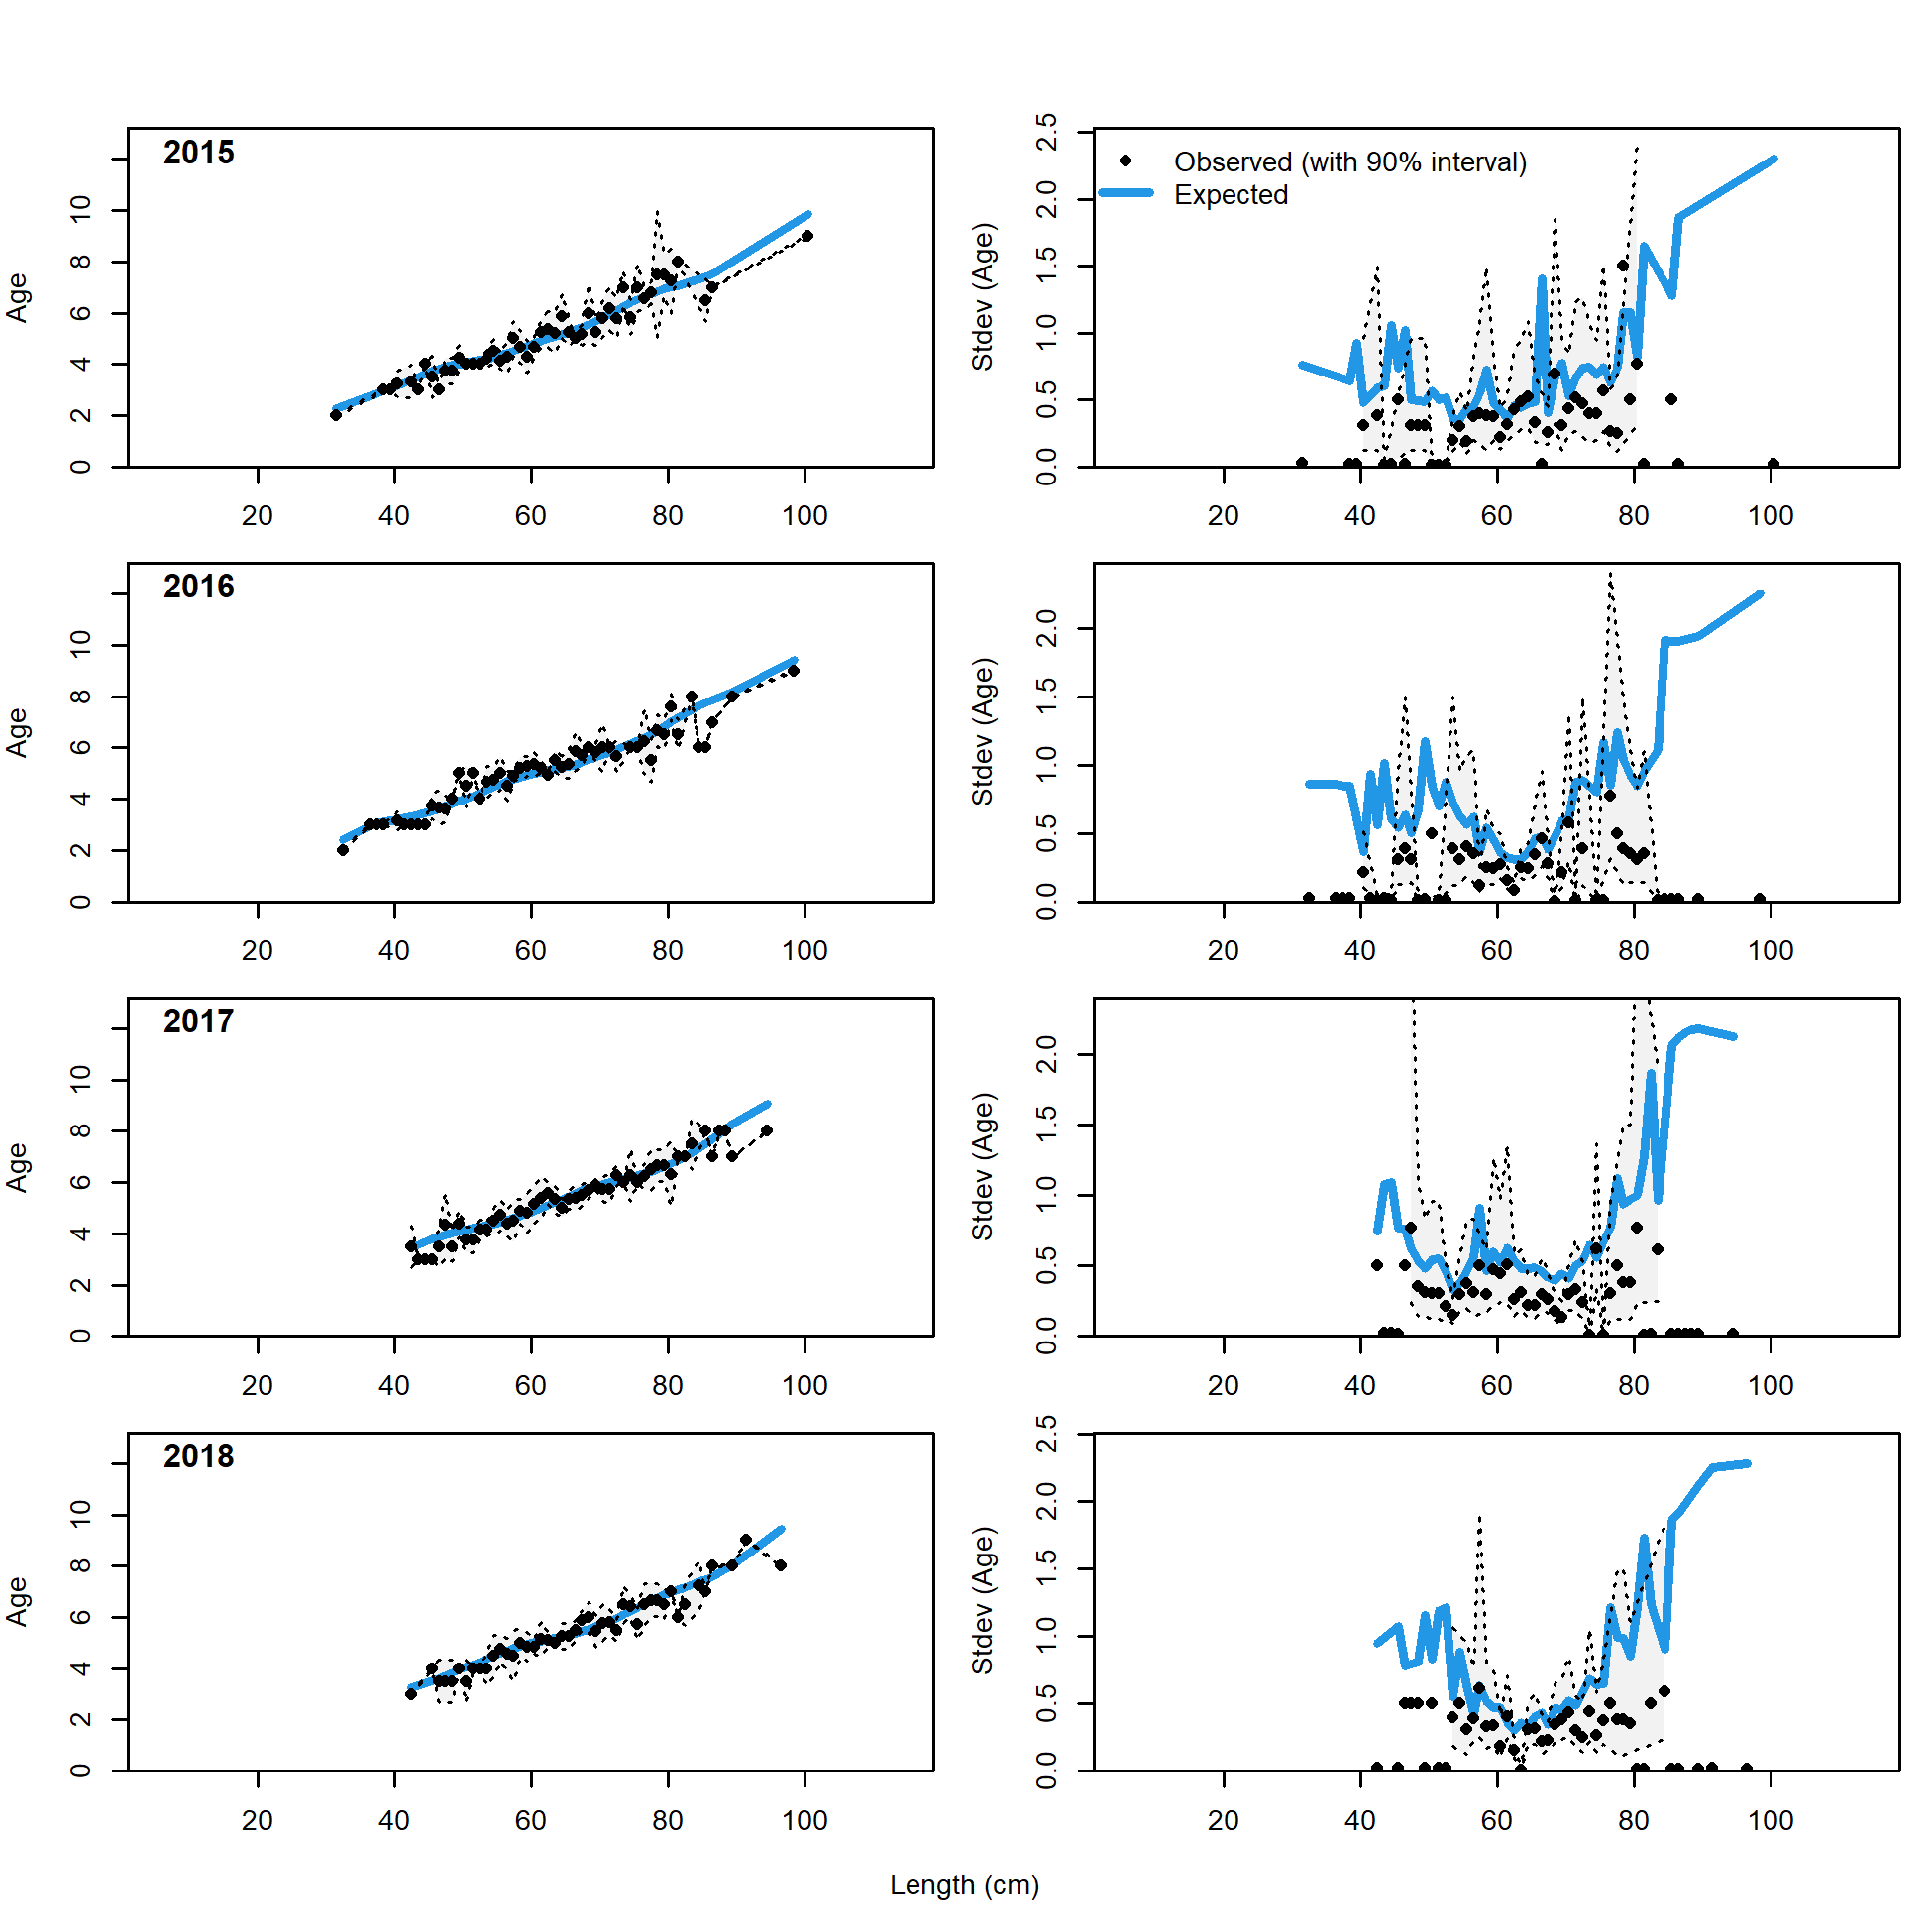 2015
Age
0 2 4 6 8 10
20 40 60 80 100
Observed (with 90% interval)
Expected
Stdev (Age)
0.0 0.5 1.0 1.5 2.0 2.5
20 40 60 80 100
2016
Age
0 2 4 6 8 10
20 40 60 80 100
Stdev (Age)
0.0 0.5 1.0 1.5 2.0
20 40 60 80 100
2017
Age
0 2 4 6 8 10
20 40 60 80 100
Stdev (Age)
0.0 0.5 1.0 1.5 2.0
20 40 60 80 100
2018
Age
0 2 4 6 8 10
20 40 60 80 100
Stdev (Age)
0.0 0.5 1.0 1.5 2.0 2.5
20 40 60 80 100
Length (cm)